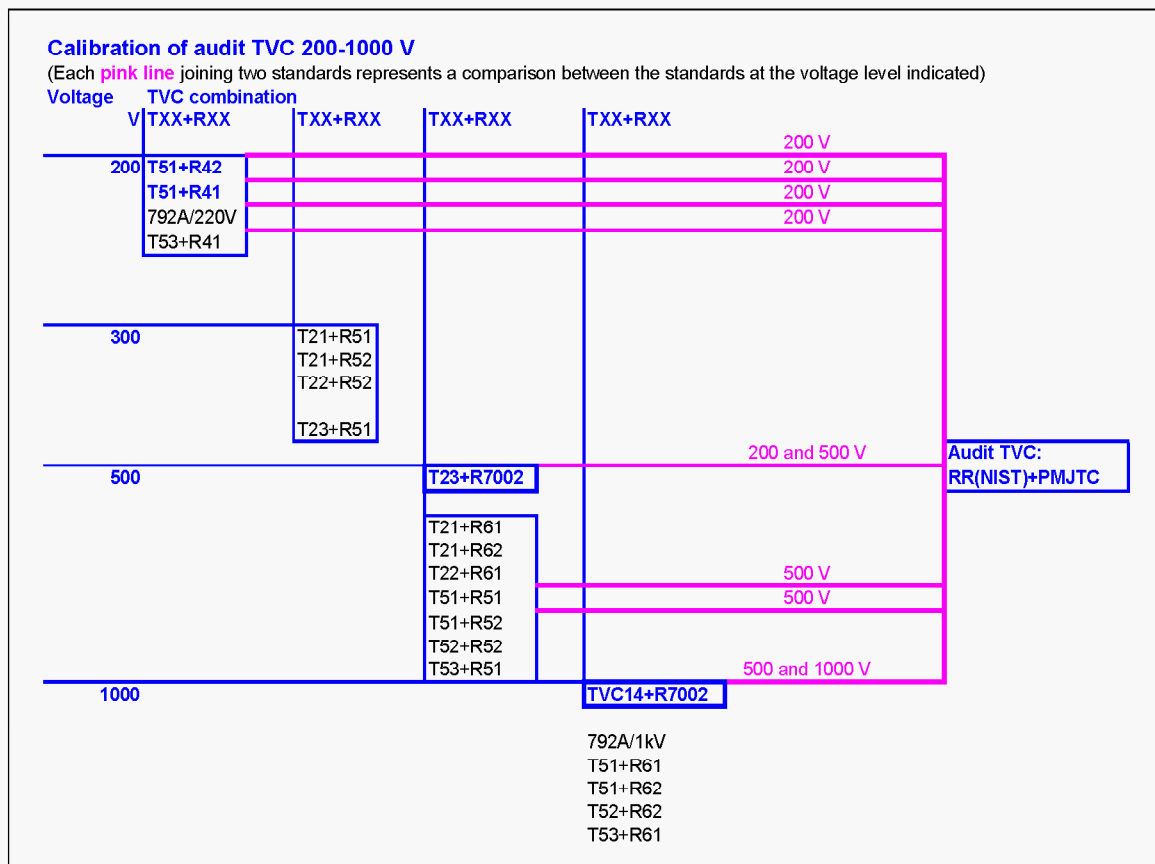 Calibration of audit TVC 200-1000 V
(Each pink line joining two standards represents a comparison between the standards at the voltage level indicated)
Voltage TVC combination
V TXX+RXX TXX+RXX TXX+RXX TXX+RXX
200 V
200 T51+R42 200 V
T51+R41 200 V
792A/220V 200 V
T53+R41
300 T21+R51
T21+R52
T22+R52
T23+R51
200 and 500 V Audit TVC:
500 T23+R7002 RR(NIST)+PMJTC
T21+R61
T21+R62
T22+R61 500 V
T51+R51 500 V
T51+R52
T52+R52
T53+R51 500 and 1000 V
1000 TVC14+R7002
792A/1kV
T51+R61
T51+R62
T52+R62
T53+R61